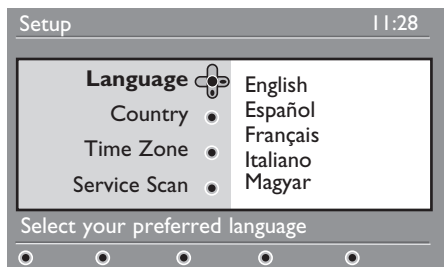 Setup 11:28
Language
Country
Time Zone
Service Scan
English
Español
Français
Italiano
Magyar
Select your preferred language